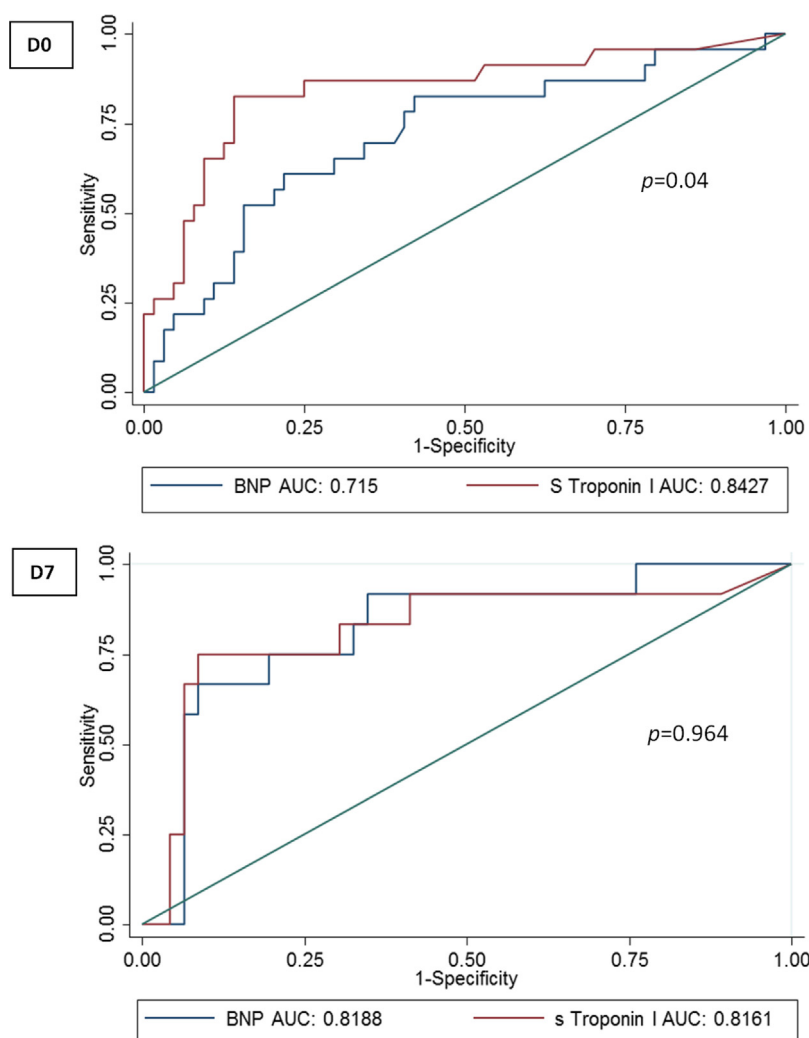 D0
1.00
0.75
0.50
0.25
0.00
Sensitivity
p=0.04
0.00 0.25 0.50 0.75 1.00
1-Specificity
BNP AUC: 0.715 S Troponin I AUC: 0.8427
D7
1.00
0.75
0.50
0.25
0.00
Sensitivity
p=0.964
0.00 0.25 0.50 0.75 1.00
1-Specificity
BNP AUC: 0.8188 s Troponin I AUC: 0.8161